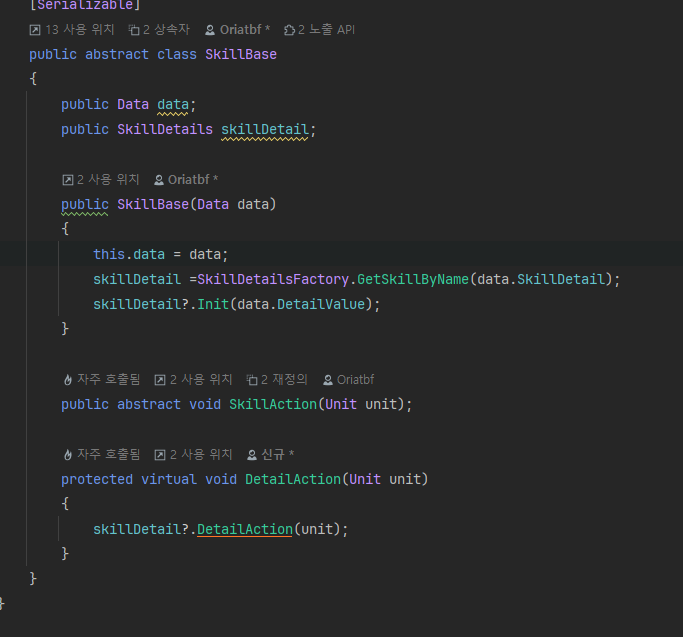 [Serializable]
13 사용 위치 2 상속자 Oriatbf * 2 노출 API
public abstract class SkillBase
{
public Data data;
public SkillDetails skillDetail;
2 사용 위치 Oriatbf *
public SkillBase(Data data)
{
this.data = data;
skillDetail =SkillDetailsFactory.GetSkillByName(data.SkillDetail);
skillDetail?.Init(data.DetailValue);
}
자주 호출됨 2 사용 위치 2 재정의 Oriatbf
public abstract void SkillAction(Unit unit);
자주 호출됨 2 사용 위치 신규 *
protected virtual void DetailAction(Unit unit)
{
skillDetail?.DetailAction(unit);
}
}
}